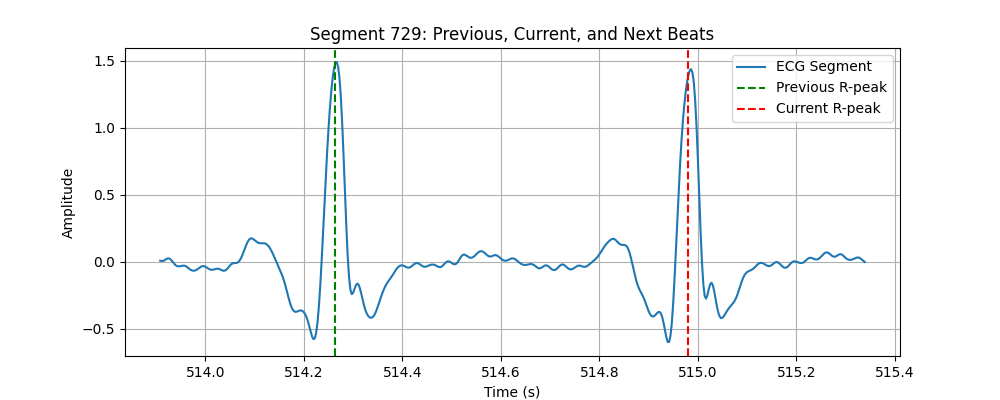 Segment 729: Previous, Current, and Next Beats
1.5
1.0
0.5
0.0
−0.5
Amplitude
ECG Segment
Previous R-peak
Current R-peak
514.0 514.2 514.4 514.6 514.8 515.0 515.2 515.4
Time (s)